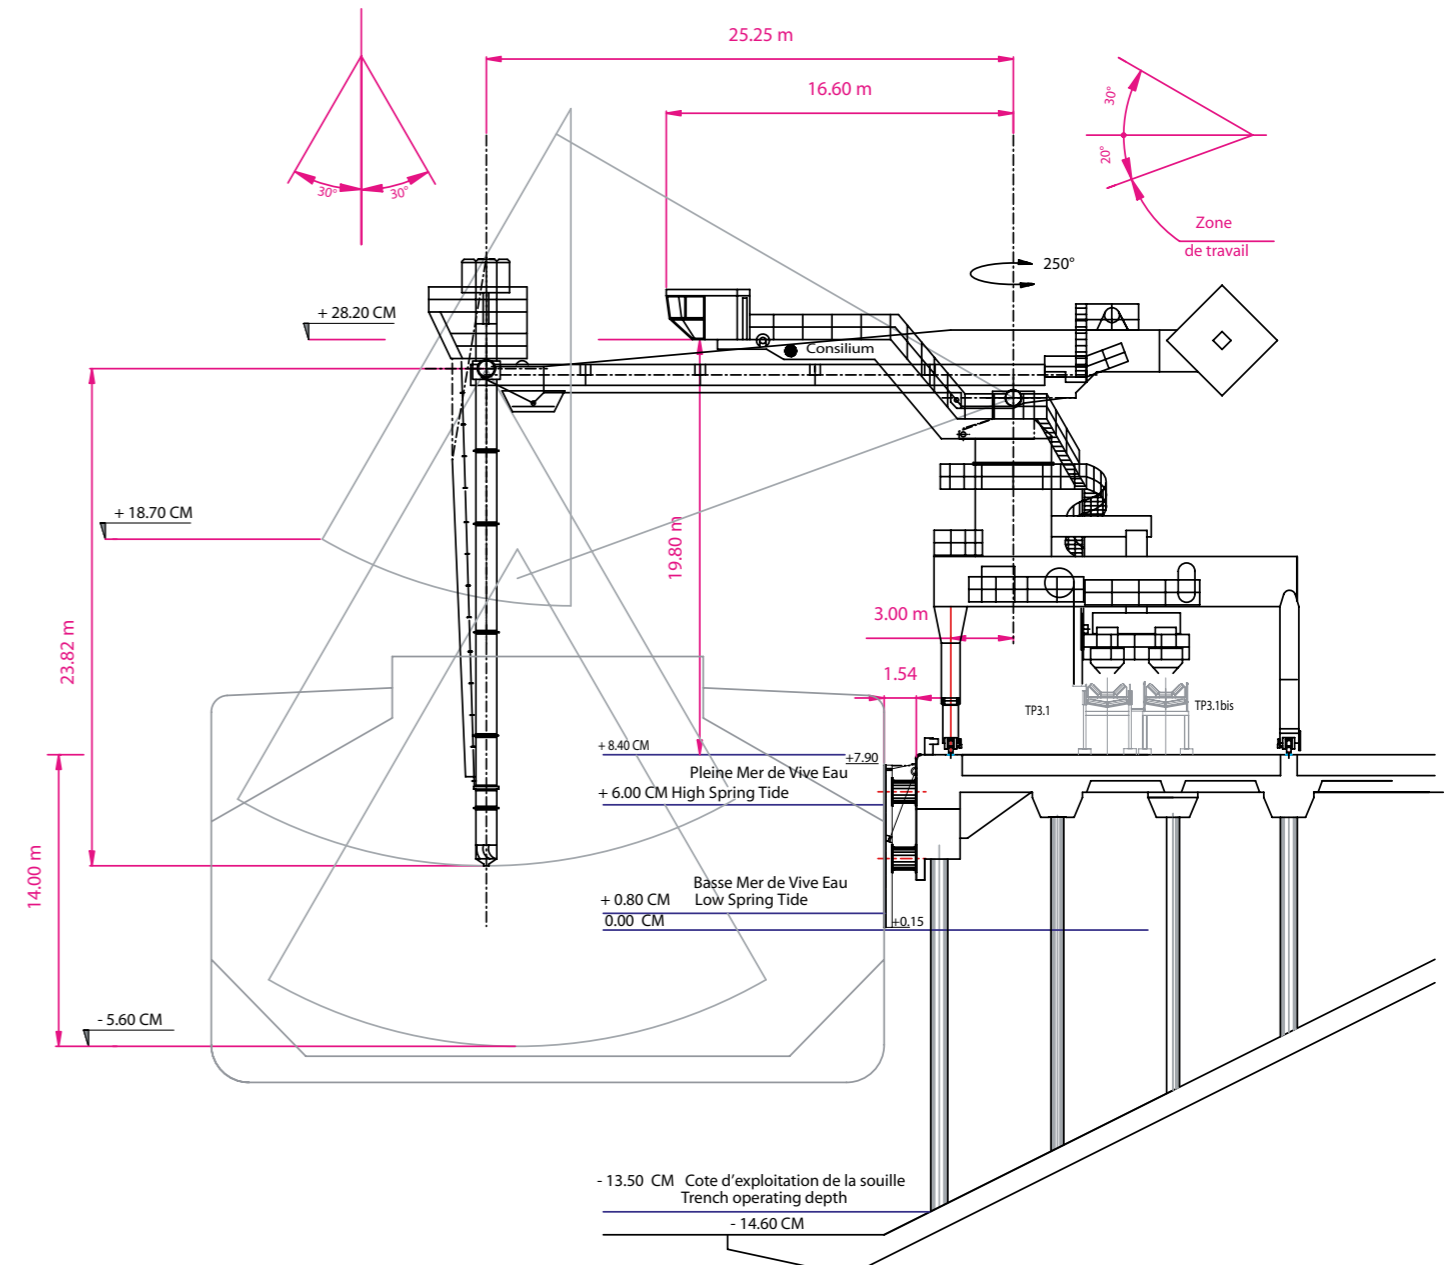 25.25 m
16.60 m
30°
20°
30°
30°
Zone
de travail
250°
+ 28.20 CM
Consilium
+ 18.70 CM
19.80 m
3.00 m
23.82 m
1.54
TP3.1
TP3.1bis
+ 8.40 CM
+7.90
Pleine Mer de Vive Eau
+ 6.00 CM High Spring Tide
14.00 m
Basse Mer de Vive Eau
+ 0.80 CM Low Spring Tide
0.00 CM
+0.15
- 5.60 CM
- 13.50 CM Cote d'exploitation de la souille
Trench operating depth
- 14.60 CM